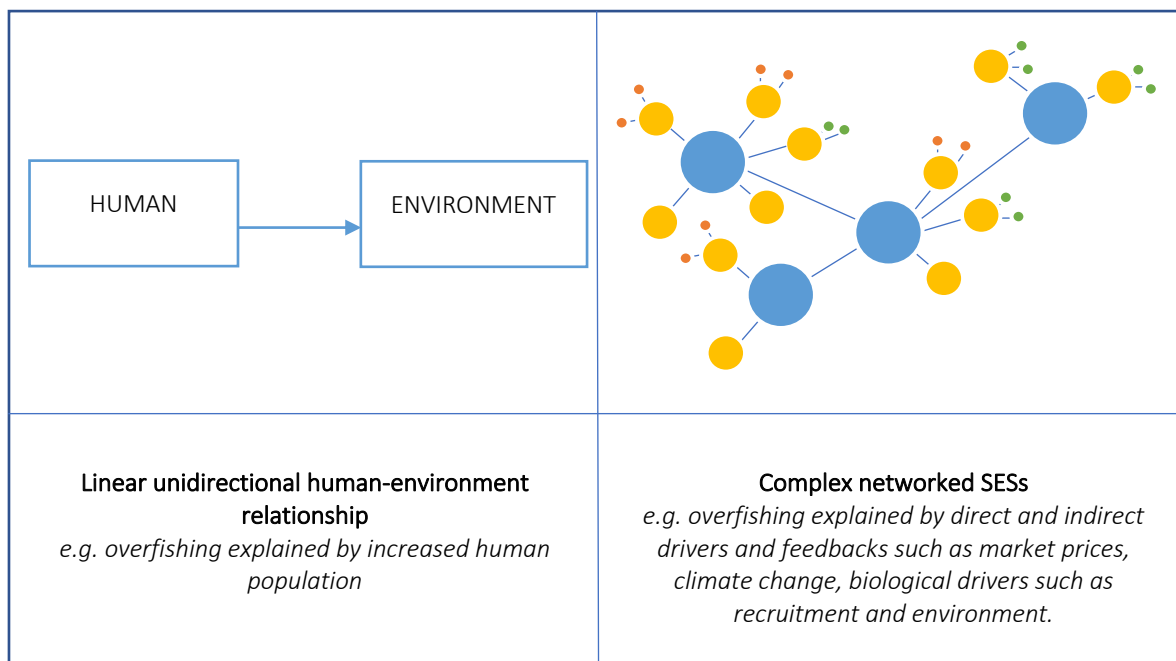 HUMAN
ENVIRONMENT
Linear unidirectional human-environment
relationship
e.g. overfishing explained by increased human
population
Complex networked SESs
e.g. overfishing explained by direct and indirect
drivers and feedbacks such as market prices,
climate change, biological drivers such as
recruitment and environment.